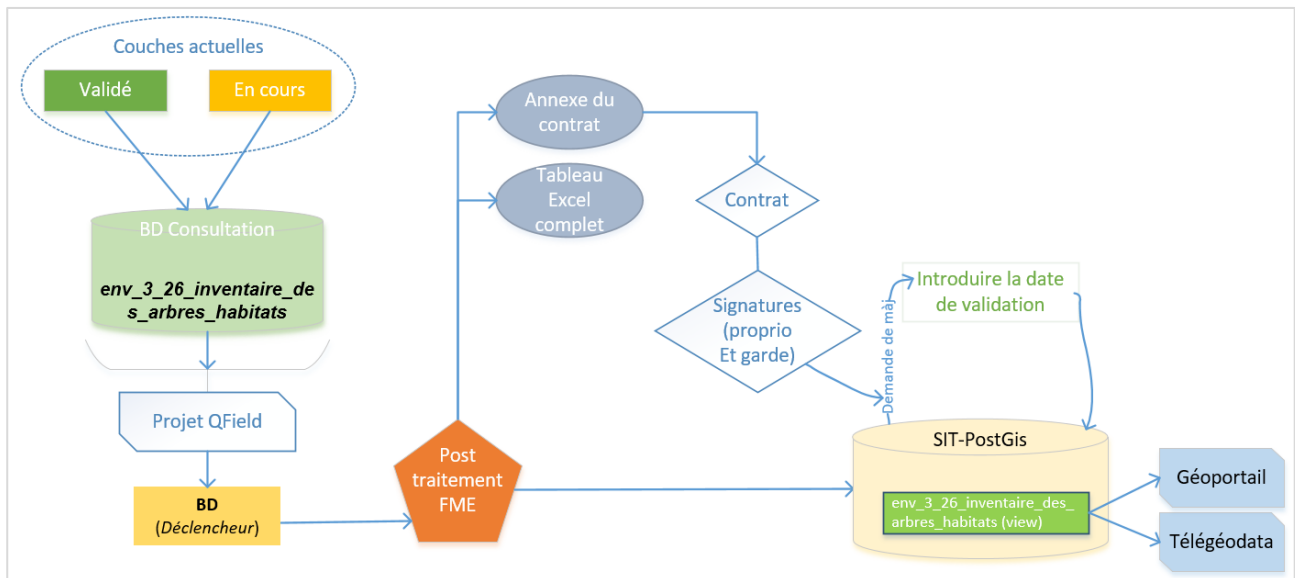 Couches actuelles
Validé
En cours
BD Consultation
env_3_26_inventaire_de
s_arbres_habitats
Projet QField
BD
(Déclencheur)
Post
traitement
FME
Annexe du
contrat
Tableau
Excel
complet
Contrat
Signatures
(proprio
Et garde)
Demande de màj
Introduire la date
de validation
SIT-PostGis
env_3_26_inventaire_des_
arbres_habitats (view)
Géoportail
Télégéodata